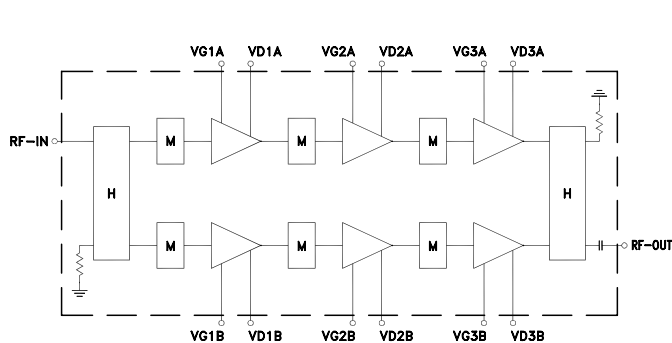 VG1A VD1A VG2A VD2A VG3A VD3A
RF-IN M M M
H H
M M M RF-OUT
VG1B VD1B VG2B VD2B VG3B VD3B